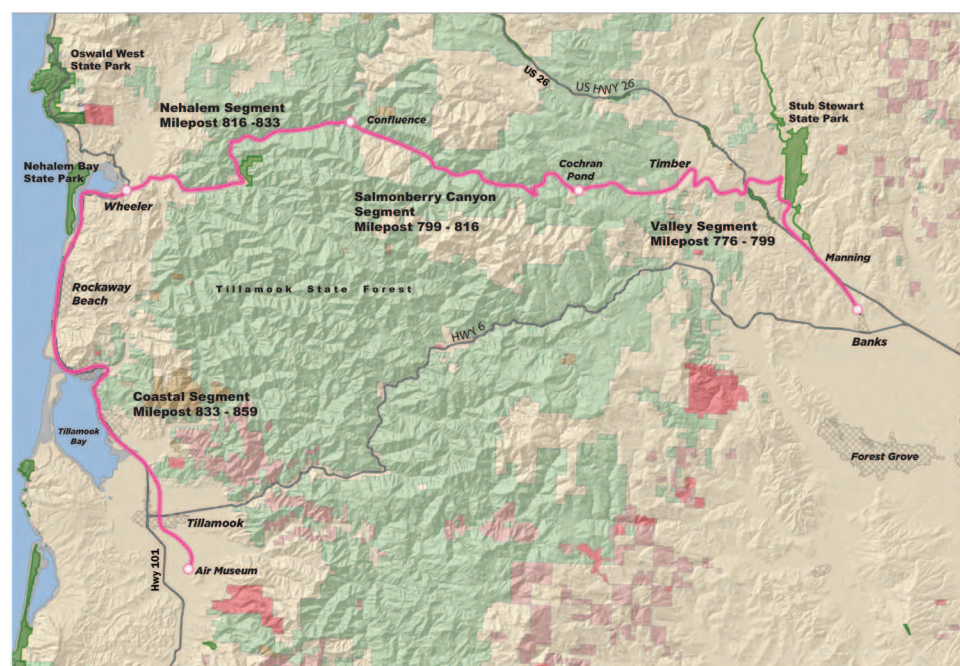 Oswald West
State Park
US 26
US HWY 26
Nehalem Segment
Milepost 816 -833
Confluence
Stub Stewart
State Park
Nehalem Bay
State Park
Wheeler
Cochran
Pond
Timber
Salmonberry Canyon
Segment
Milepost 799 - 816
Valley Segment
Milepost 776 - 799
Manning
Rockaway
Beach
Tillamook State Forest
HWY 6
Banks
Coastal Segment
Milepost 833 - 859
Tillamook
Bay
Forest Grove
Tillamook
Hwy 101
Air Museum